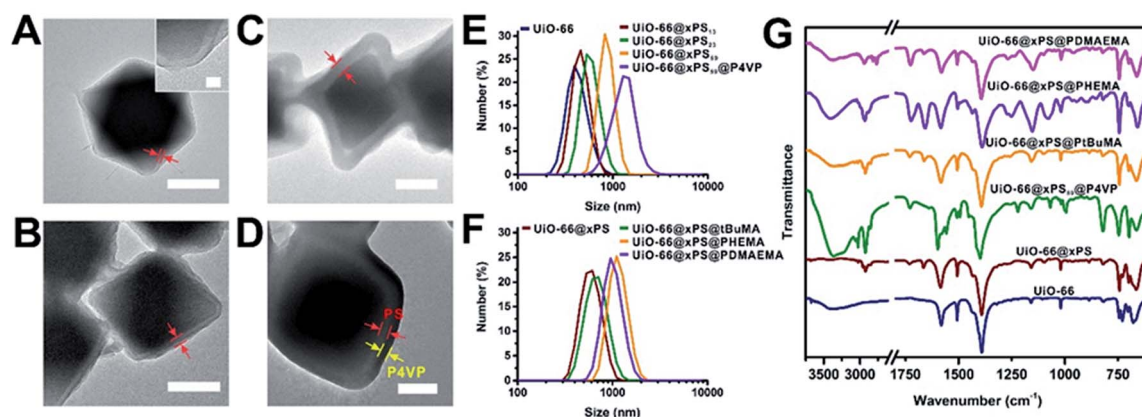 A
B
C
D
PS
P4VP
E
UiO-66
UiO-66@xPS₁₃
UiO-66@xPS₂₃
UiO-66@xPS₉₉
UiO-66@xPS₉₉@P4VP
Number (%)
30
25
20
15
10
5
0
100
1000
10000
Size (nm)
F
UiO-66@xPS
UiO-66@xPS@tBuMA
UiO-66@xPS@PHEMA
UiO-66@xPS@PDMAEMA
Number (%)
30
25
20
15
10
5
0
100
1000
10000
Size (nm)
G
UiO-66@xPS@PDMAEMA
UiO-66@xPS@PHEMA
UiO-66@xPS@PtBuMA
UiO-66@xPS₉₉@P4VP
UiO-66@xPS
UiO-66
Transmittance
3500 3000 1750 1500 1250 1000 750
Wavenumber (cm⁻¹)